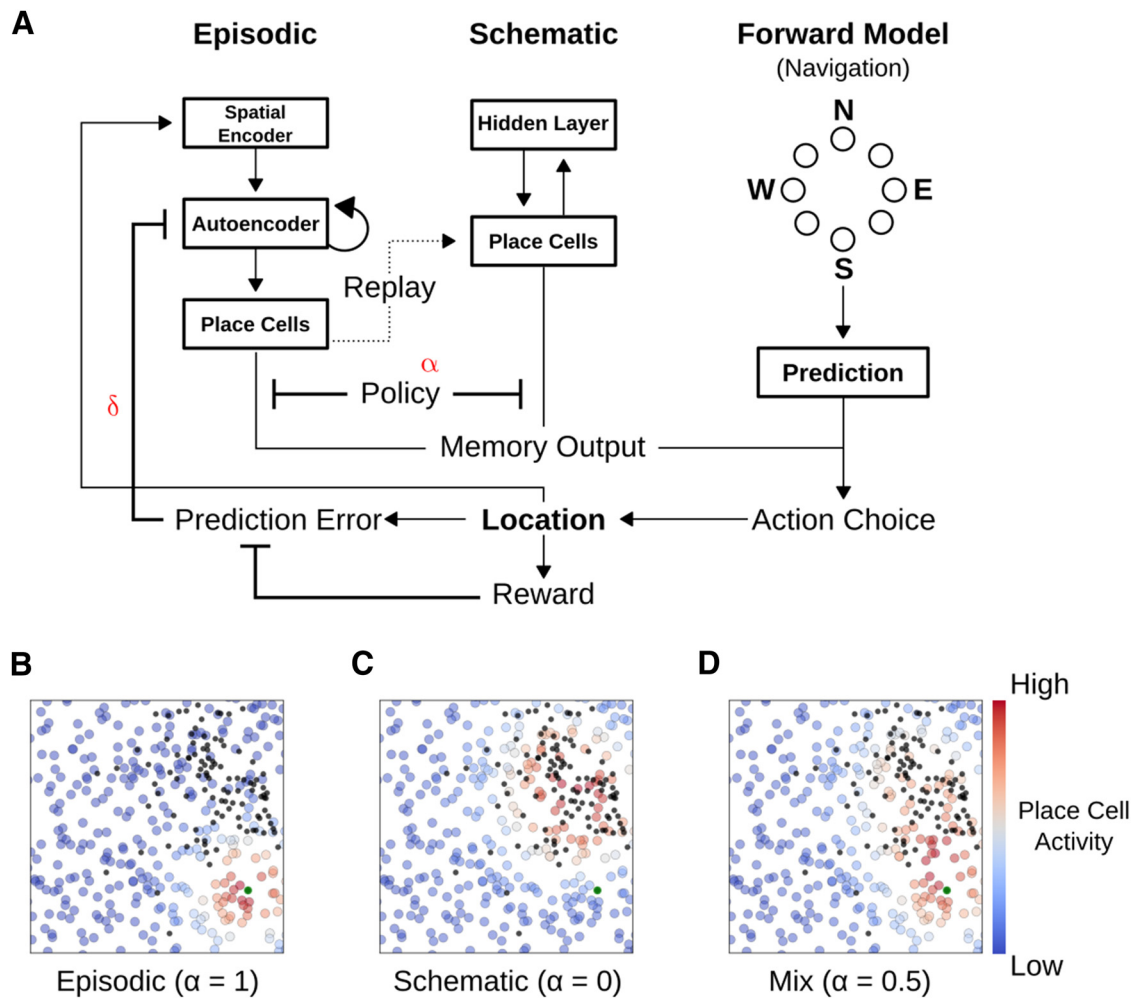 A
Episodic
Schematic
Forward Model
(Navigation)
Spatial
Encoder
Hidden Layer
N
W
E
S
Autoencoder
Place Cells
Replay
Place Cells
α
Policy
Prediction
δ
Memory Output
Prediction Error
Location
Action Choice
Reward
B
C
D
High
Place Cell
Activity
Low
Episodic (α = 1)
Schematic (α = 0)
Mix (α = 0.5)